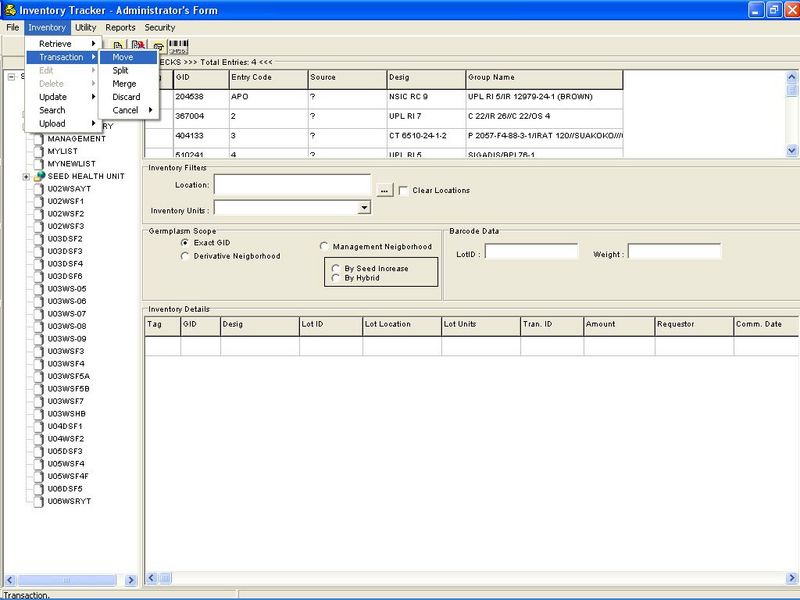 Inventory Tracker - Administrator's Form
File Inventory Utility Reports Security
Retrieve
Transaction
Edit
Delete
Update
Search
Upload
Move
Split
Merge
Discard
Cancel
ECKS >>> Total Entries: 4 <<<
GID Entry Code Source Desig Group Name
204538 APO ? NSIC RC 9 UPL RI 5/IR 12979-24-1 (BROWN)
367004 2 ? UPL RI 7 C 22/IR 26//C 22/OS 4
404133 3 ? CT 6510-24-1-2 P 2057-F4-88-3-1/IRAT 120//SUAKOKO///
510241 4 ? UPL RI 5 SIGADIS/BPI 76-1
MANAGEMENT
MYLIST
MYNEWLIST
SEED HEALTH UNIT
U02WSAYT
U02WSF1
U02WSF2
U02WSF3
U03DSF2
U03DSF3
U03DSF4
U03DSF6
U03WS-05
U03WS-06
U03WS-07
U03WS-08
U03WS-09
U03WSF3
U03WSF4
U03WSF5A
U03WSF5B
U03WSF7
U03WSHB
U04DSF1
U04WSF2
U05DSF3
U05WSF4
U05WSF4F
U06DSF5
U06WSRYT
Inventory Filters
Location: ... Clear Locations
Inventory Units :
Germplasm Scope
Exact GID
Derivative Neigborhood
Management Neigborhood
By Seed Increase
By Hybrid
Barcode Data
LotID : Weight :
Inventory Details
Tag GID Desig Lot ID Lot Location Lot Units Tran. ID Amount Requestor Comm. Date
Transaction.